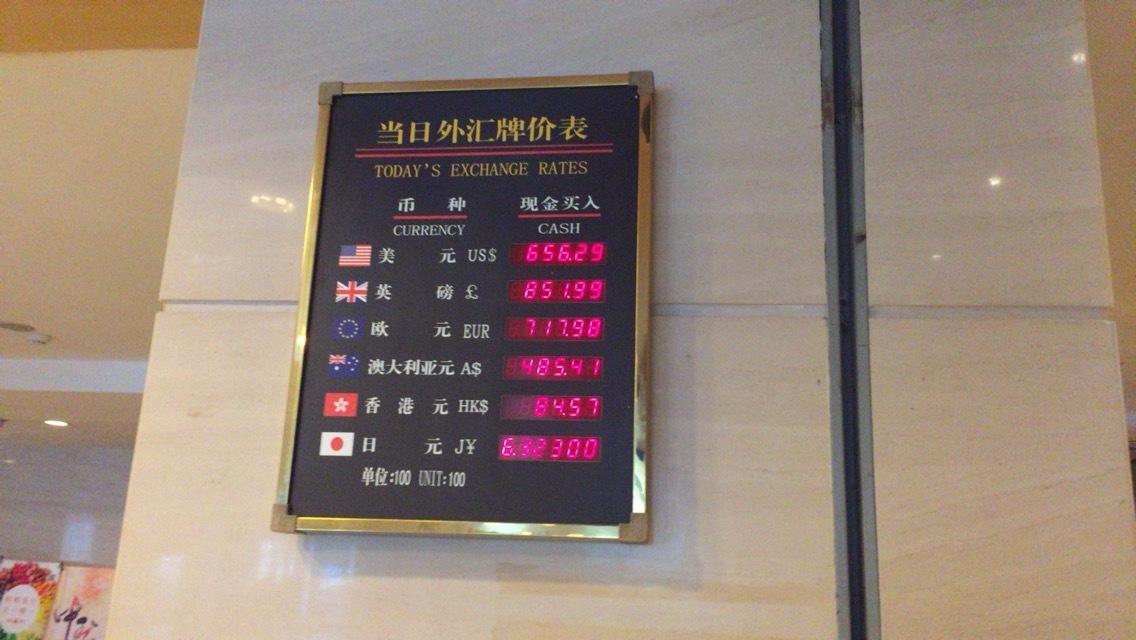 当日外汇牌价表
TODAY'S EXCHANGE RATES
币 种 现金买入
CURRENCY CASH
美 元 US$ 656.29
英 磅 £ 851.99
欧 元 EUR 717.98
澳大利亚元 A$ 485.41
香 港 元 HK$ 84.57
日 元 J¥ 6.32300
单位:100 UNIT:100